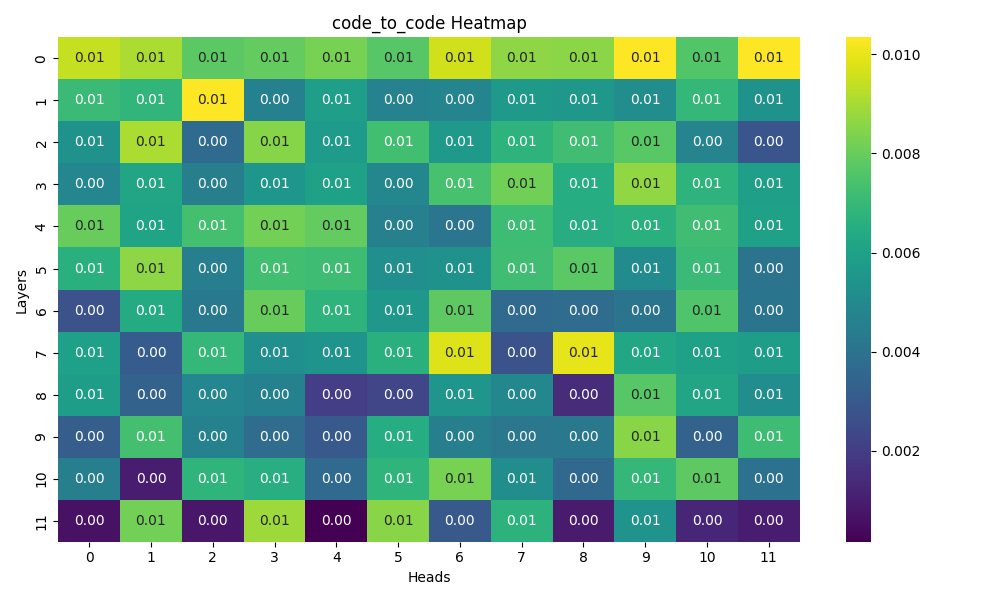 code_to_code Heatmap
0 0.01 0.01 0.01 0.01 0.01 0.01 0.01 0.01 0.01 0.01 0.01 0.01
1 0.01 0.01 0.01 0.00 0.01 0.00 0.00 0.01 0.01 0.01 0.01 0.01
2 0.01 0.01 0.00 0.01 0.01 0.01 0.01 0.01 0.01 0.01 0.00 0.00
3 0.00 0.01 0.00 0.01 0.01 0.00 0.01 0.01 0.01 0.01 0.01 0.01
4 0.01 0.01 0.01 0.01 0.01 0.00 0.00 0.01 0.01 0.01 0.01 0.01
5 0.01 0.01 0.00 0.01 0.01 0.01 0.01 0.01 0.01 0.01 0.01 0.00
6 0.00 0.01 0.00 0.01 0.01 0.01 0.01 0.00 0.00 0.00 0.01 0.00
7 0.01 0.00 0.01 0.01 0.01 0.01 0.01 0.00 0.01 0.01 0.01 0.01
8 0.01 0.00 0.00 0.00 0.00 0.00 0.01 0.00 0.00 0.01 0.01 0.01
9 0.00 0.01 0.00 0.00 0.00 0.01 0.00 0.00 0.00 0.01 0.00 0.01
10 0.00 0.00 0.01 0.01 0.00 0.01 0.01 0.01 0.00 0.01 0.01 0.00
11 0.00 0.01 0.00 0.01 0.00 0.01 0.00 0.01 0.00 0.01 0.00 0.00
0 1 2 3 4 5 6 7 8 9 10 11
Heads
Layers
0.010
0.008
0.006
0.004
0.002